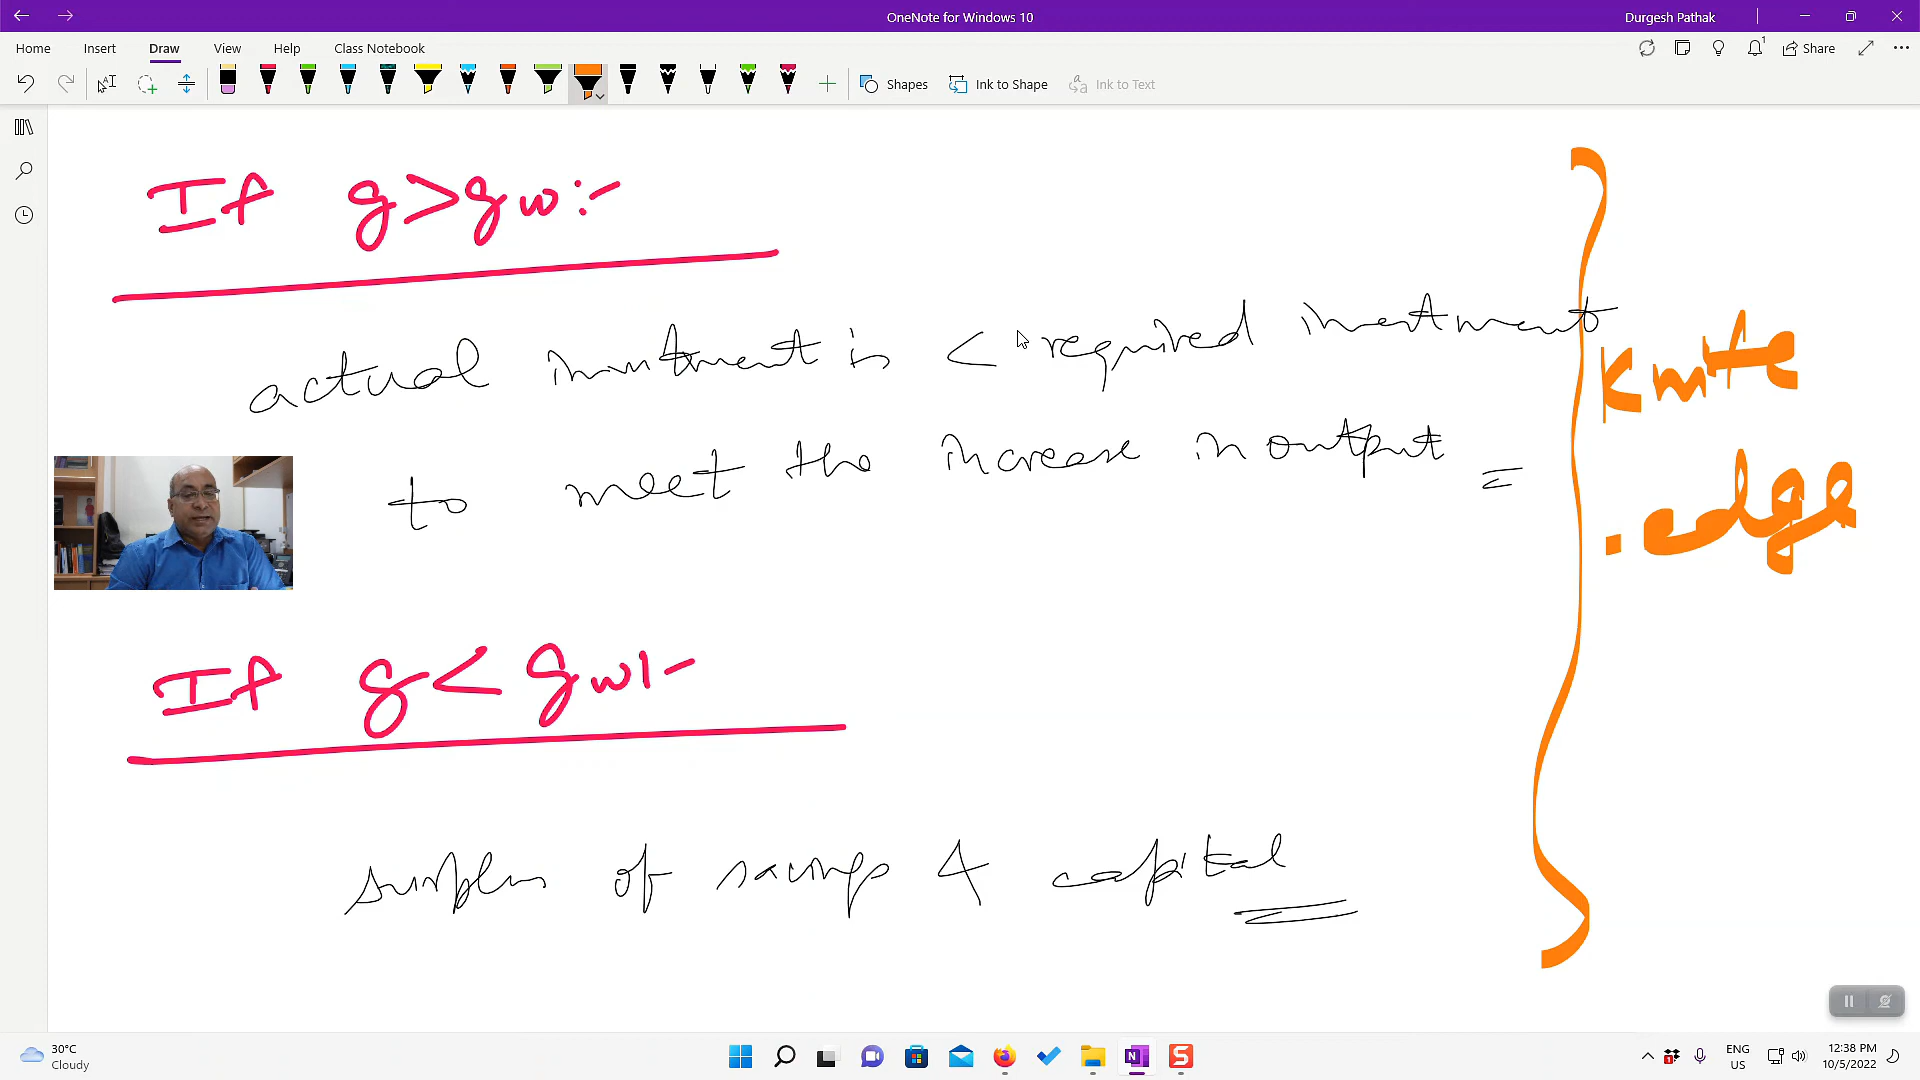 OneNote for Windows 10
Durgesh Pathak
Home Insert Draw View Help Class Notebook
Share
Shapes Ink to Shape Ink to Text
If g>gw:-
actual investment is < required investment
to meet the increase in output =
Knife
.edge
If g<gw:-
surplus of savings & capital
30°C
Cloudy
ENG
US
12:38 PM
10/5/2022